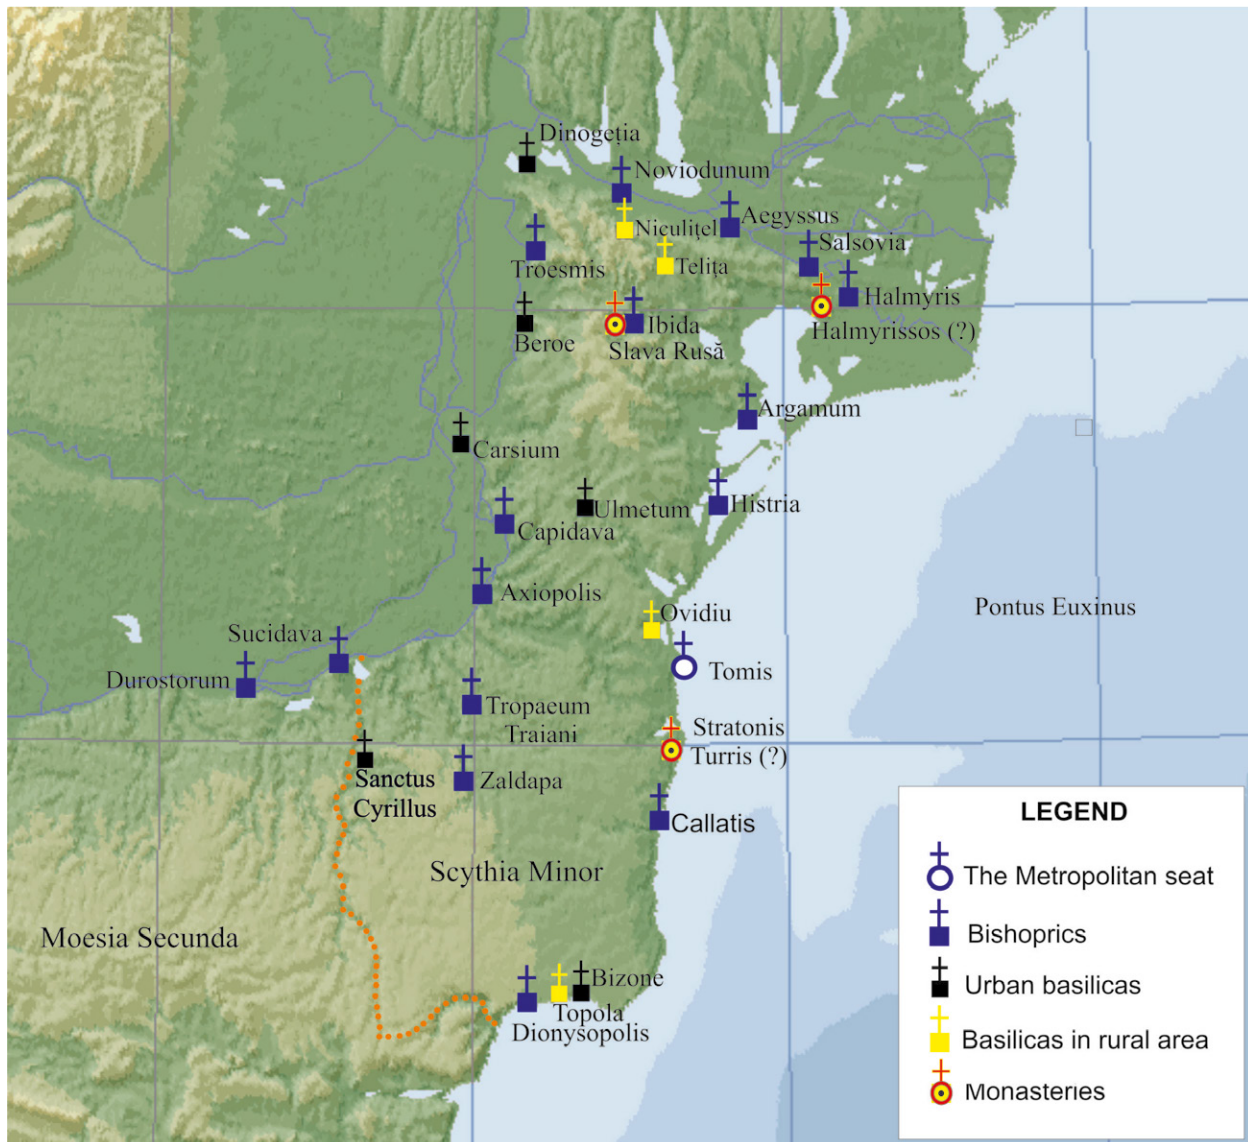 Dinogeția
Noviodunum
Aegyssus
Niculițel
Salsovia
Troesmis
Telița
Halmyris
Ibida
Halmyrissos (?)
Beroe
Slava Rusă
Argamum
Carsium
Histria
Ulmetum
Capidava
Axiopolis
Ovidiu
Pontus Euxinus
Sucidava
Tomis
Durostorum
Tropaeum
Traiani
Stratonis
Turris (?)
Sanctus
Cyrillus
Zaldapa
Callatis
Scythia Minor
Moesia Secunda
Bizone
Topola
Dionysopolis
LEGEND
The Metropolitan seat
Bishoprics
Urban basilicas
Basilicas in rural area
Monasteries